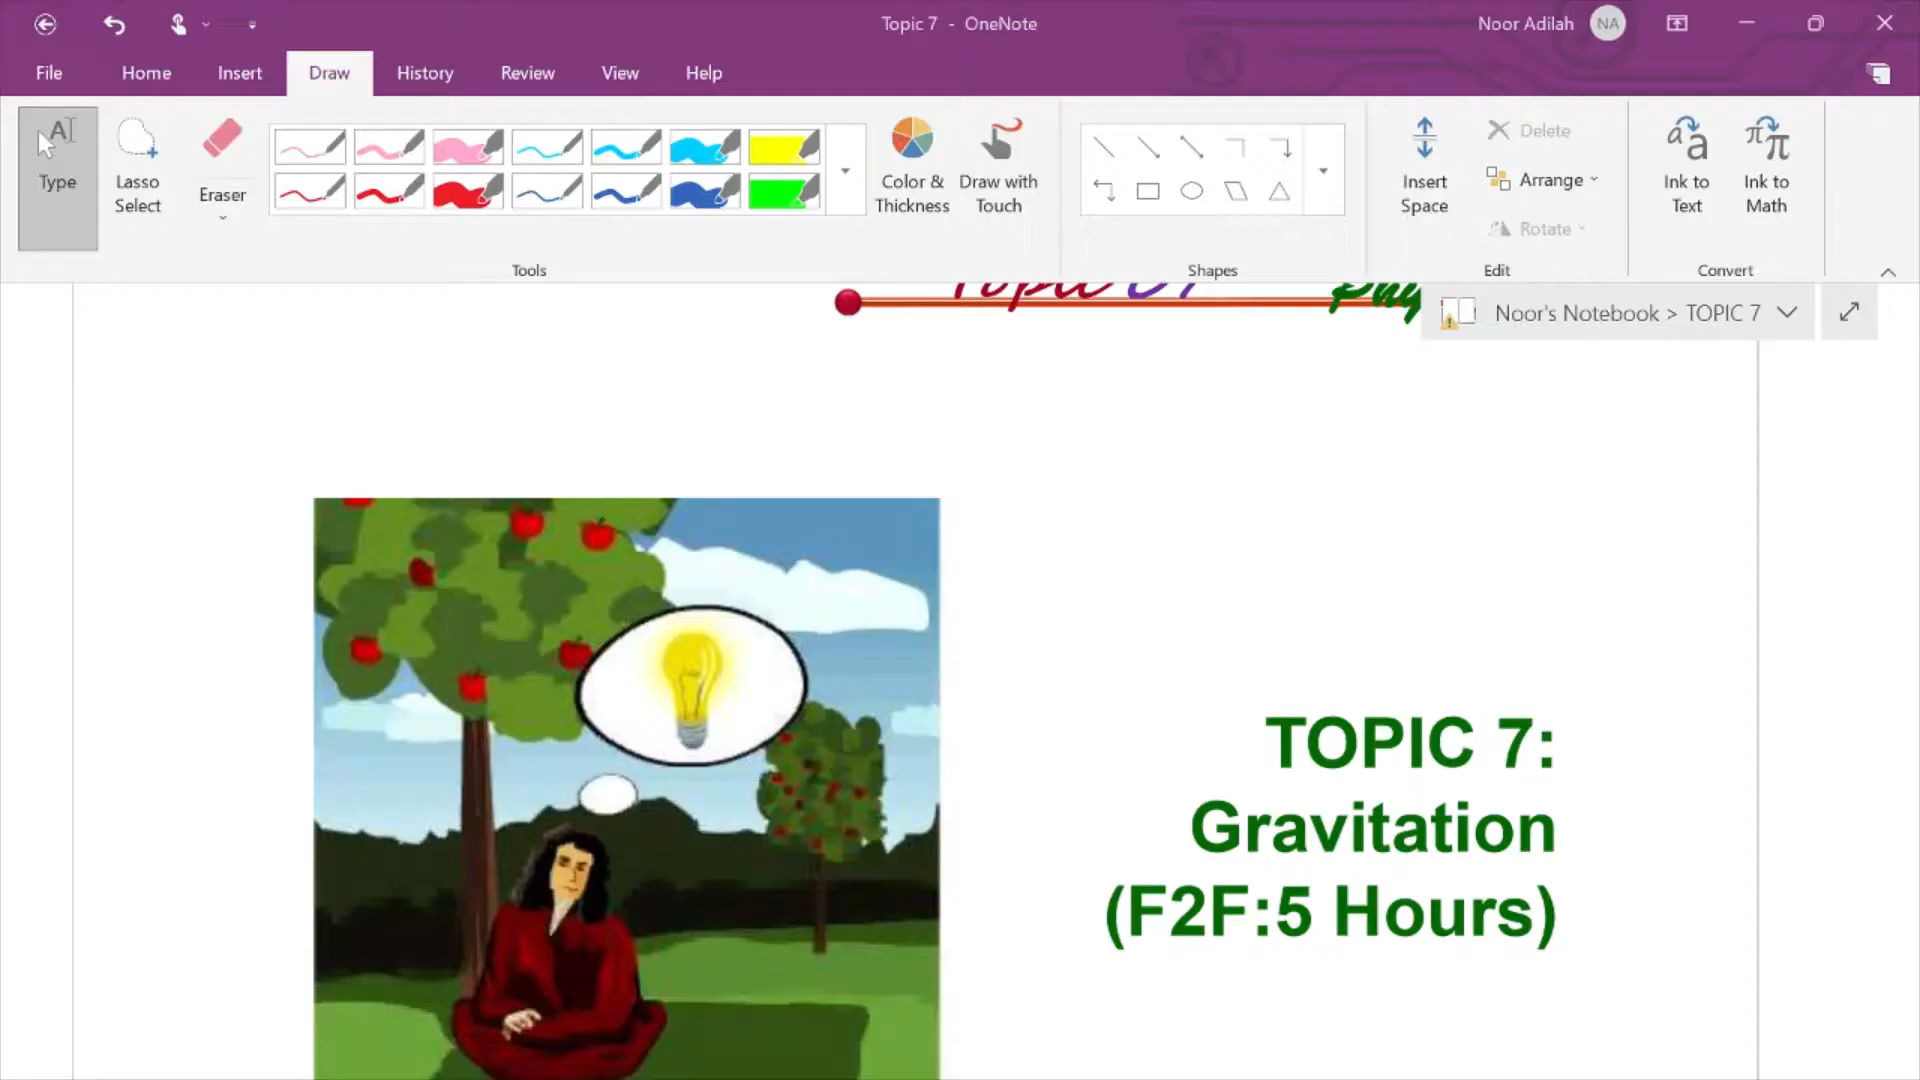 Topic 7 - OneNote
Noor Adilah
NA
File
Home
Insert
Draw
History
Review
View
Help
Type
Lasso
Select
Eraser
Color &
Thickness
Draw with
Touch
Insert
Space
Delete
Arrange
Rotate
Ink to
Text
Ink to
Math
Tools
Shapes
Edit
Convert
Noor's Notebook > TOPIC 7
TOPIC 7:
Gravitation
(F2F:5 Hours)